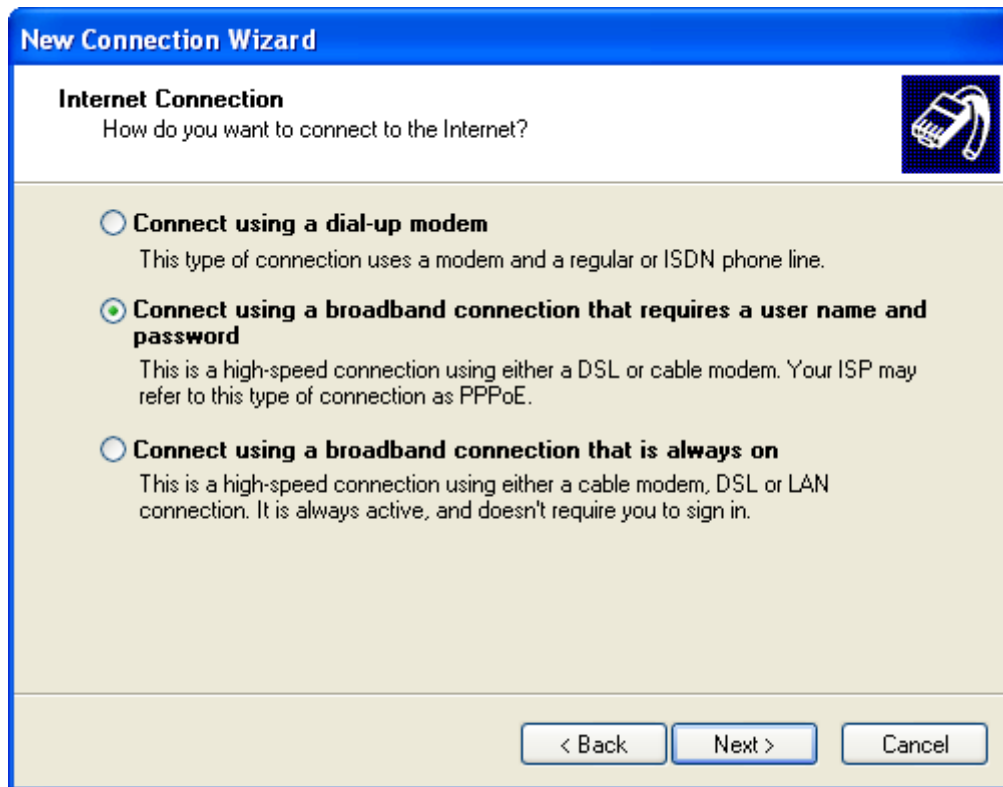 New Connection Wizard
Internet Connection
How do you want to connect to the Internet?
Connect using a dial-up modem
This type of connection uses a modem and a regular or ISDN phone line.
Connect using a broadband connection that requires a user name and
password
This is a high-speed connection using either a DSL or cable modem. Your ISP may
refer to this type of connection as PPPoE.
Connect using a broadband connection that is always on
This is a high-speed connection using either a cable modem, DSL or LAN
connection. It is always active, and doesn't require you to sign in.
< Back Next > Cancel